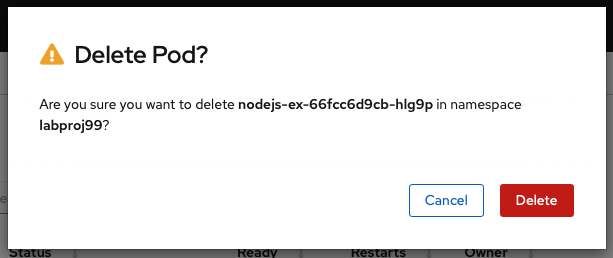 Delete Pod?
Are you sure you want to delete nodejs-ex-66fcc6d9cb-hlg9p in namespace
labproj99?
Cancel Delete
Status Ready Restarts Owner